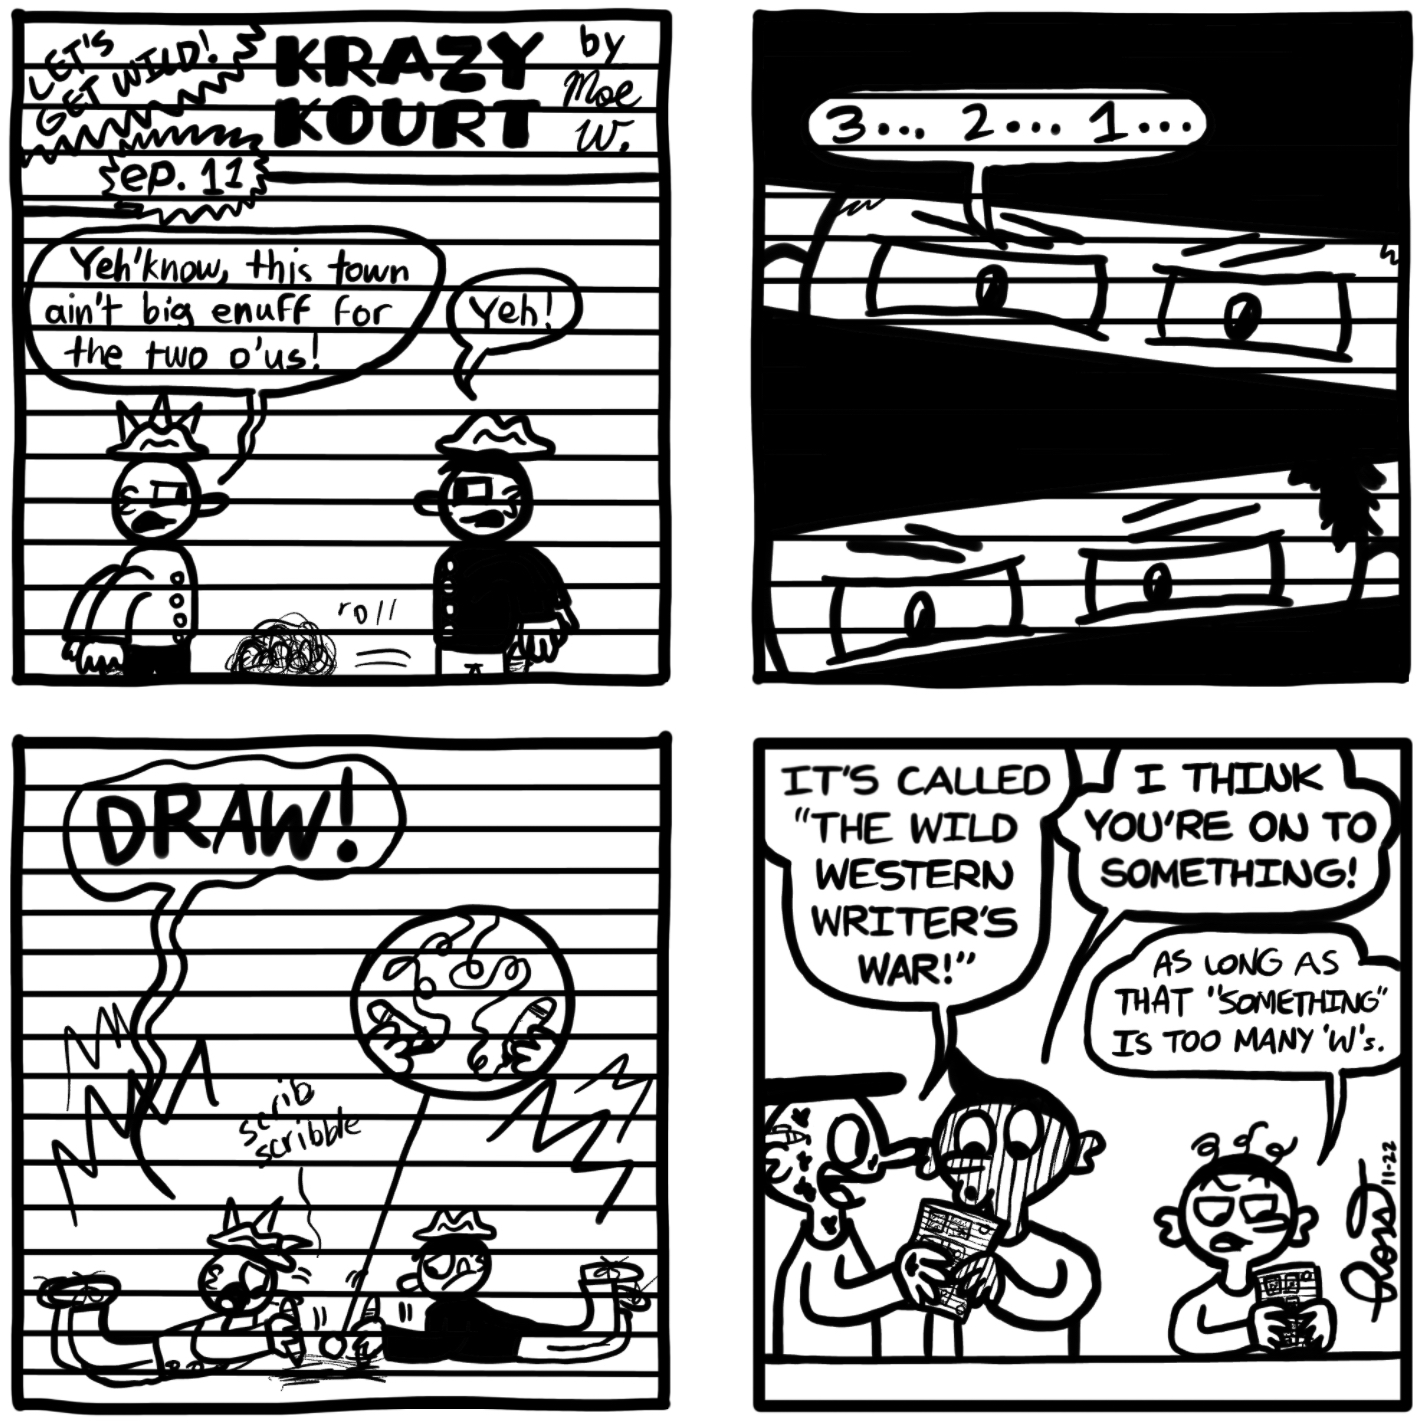 LET'S
GET WILD!
KRAZY
KOURT
by
Moe
W.
ep. 11
Yeh'know, this town
ain't big enuff for
the two o'us!
Yeh!
roll
3... 2... 1...
DRAW!
scrib
scribble
IT'S CALLED
"THE WILD
WESTERN
WRITER'S
WAR!"
I THINK
YOU'RE ON TO
SOMETHING!
AS LONG AS
THAT "SOMETHING"
IS TOO MANY 'W's.
Ross
11-22